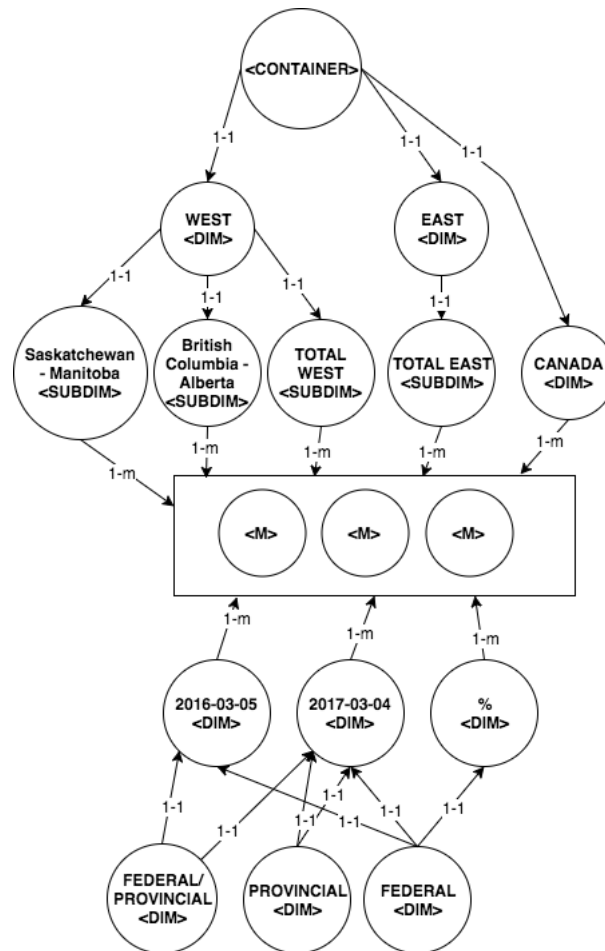 <CONTAINER>
1-1
1-1
1-1
WEST
<DIM>
EAST
<DIM>
1-1
1-1
1-1
1-1
Saskatchewan
- Manitoba
<SUBDIM>
British
Columbia -
Alberta
<SUBDIM>
TOTAL
WEST
<SUBDIM>
TOTAL EAST
<SUBDIM>
CANADA
<DIM>
1-m
1-m
1-m
1-m
1-m
<M>
<M>
<M>
1-m
1-m
1-m
2016-03-05
<DIM>
2017-03-04
<DIM>
%
<DIM>
1-1
1-1
1-1
1-1
1-1
1-1
1-1
FEDERAL/
PROVINCIAL
<DIM>
PROVINCIAL
<DIM>
FEDERAL
<DIM>